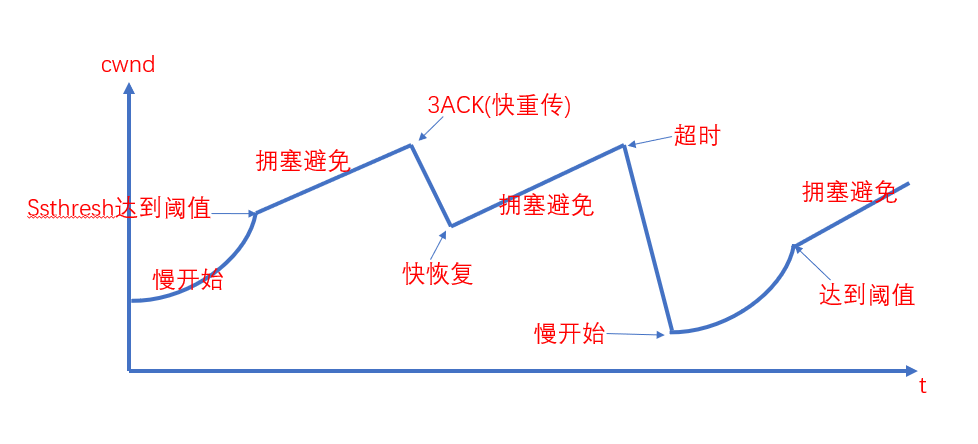 cwnd
3ACK(快重传)
超时
拥塞避免
拥塞避免
Ssthresh达到阈值
拥塞避免
慢开始
快恢复
达到阈值
慢开始
t